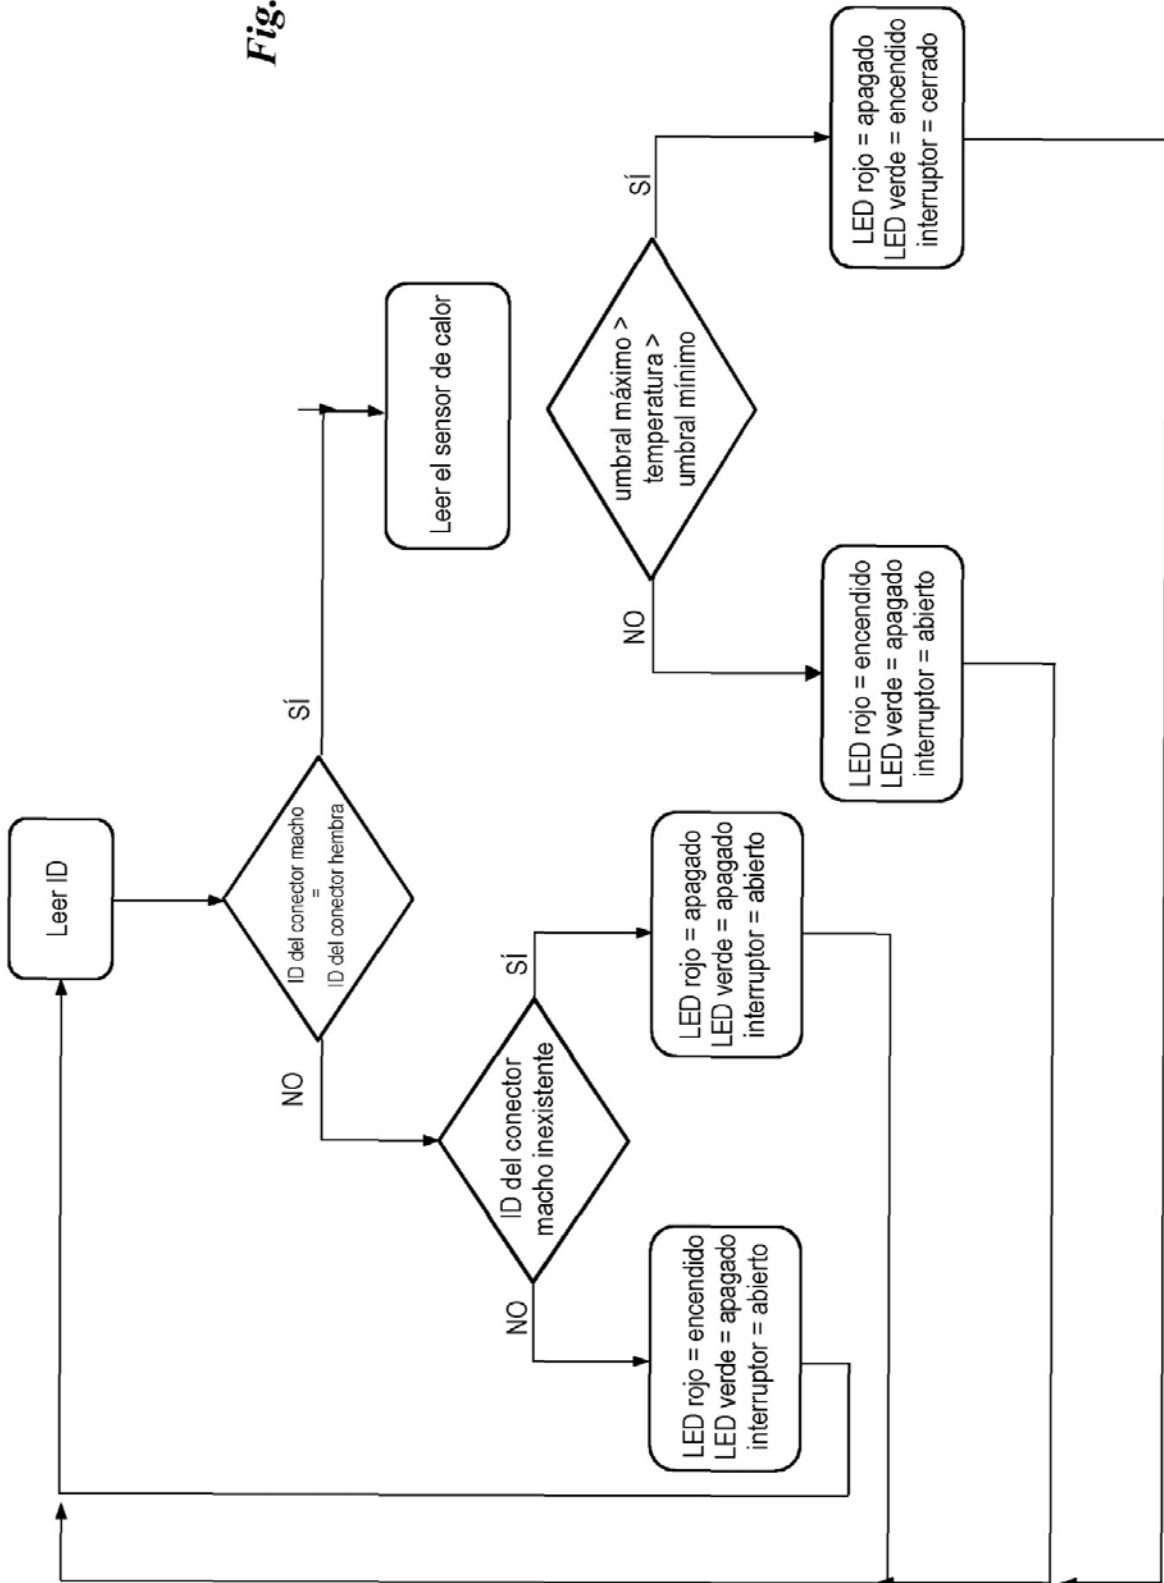 Fig.
Leer ID
ID del conector macho
=
ID del conector hembra
SÍ
NO
Leer el sensor de calor
ID del conector
macho inexistente
SÍ
NO
umbral máximo >
temperatura >
umbral mínimo
SÍ
NO
LED rojo = encendido
LED verde = apagado
interruptor = abierto
LED rojo = apagado
LED verde = apagado
interruptor = abierto
LED rojo = encendido
LED verde = apagado
interruptor = abierto
LED rojo = apagado
LED verde = encendido
interruptor = cerrado